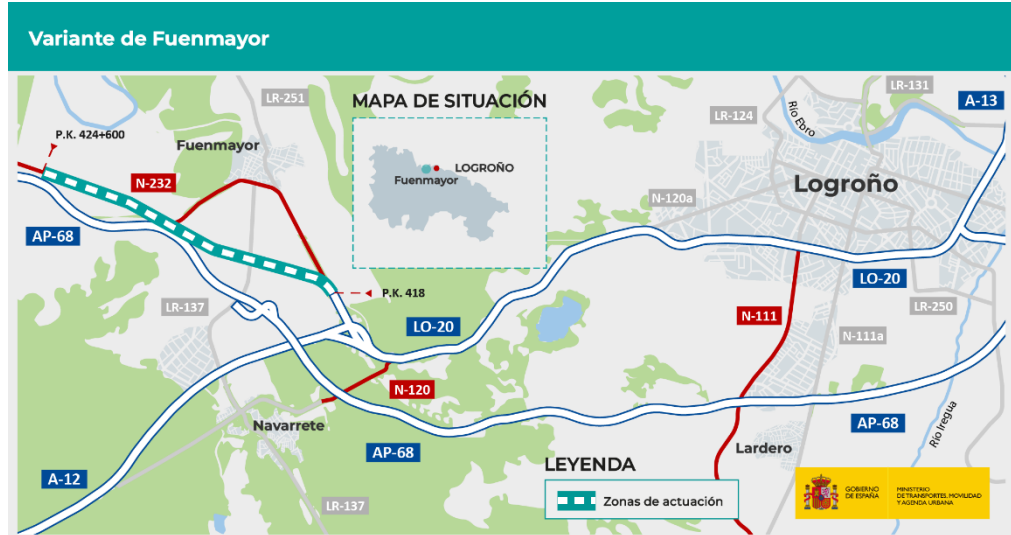 Variante de Fuenmayor
LR-251
MAPA DE SITUACIÓN
LR-131
A-13
LR-124
Río Ebro
P.K. 424+600
Fuenmayor
LOGROÑO
Fuenmayor
N-232
Logroño
N-120a
AP-68
LO-20
P.K. 418
LR-137
LR-250
LO-20
N-111
N-111a
N-120
Navarrete
AP-68
Río Iregua
AP-68
Lardero
LEYENDA
A-12
Zonas de actuación
LR-137
GOBIERNO
DE ESPAÑA
MINISTERIO
DE TRANSPORTES, MOVILIDAD
Y AGENDA URBANA